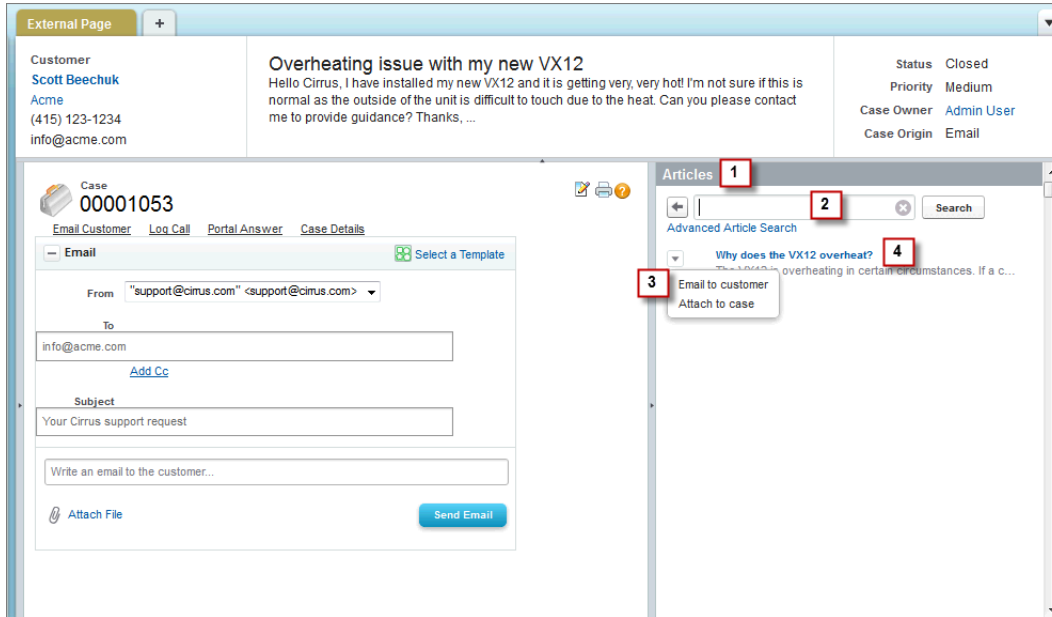 External Page +
Customer
Scott Beechuk
Acme
(415) 123-1234
info@acme.com
Overheating issue with my new VX12
Hello Cirrus, I have installed my new VX12 and it is getting very, very hot! I'm not sure if this is
normal as the outside of the unit is difficult to touch due to the heat. Can you please contact
me to provide guidance? Thanks, ...
Status Closed
Priority Medium
Case Owner Admin User
Case Origin Email
Case
00001053
Email Customer Log Call Portal Answer Case Details
Email Select a Template
From "support@cirrus.com" <support@cirrus.com>
To
info@acme.com
Add Cc
Subject
Your Cirrus support request
Write an email to the customer...
Attach File Send Email
Articles 1
2 Search
Advanced Article Search
Why does the VX12 overheat? 4
The VX12 is overheating in certain circumstances. If a c...
3 Email to customer
Attach to case